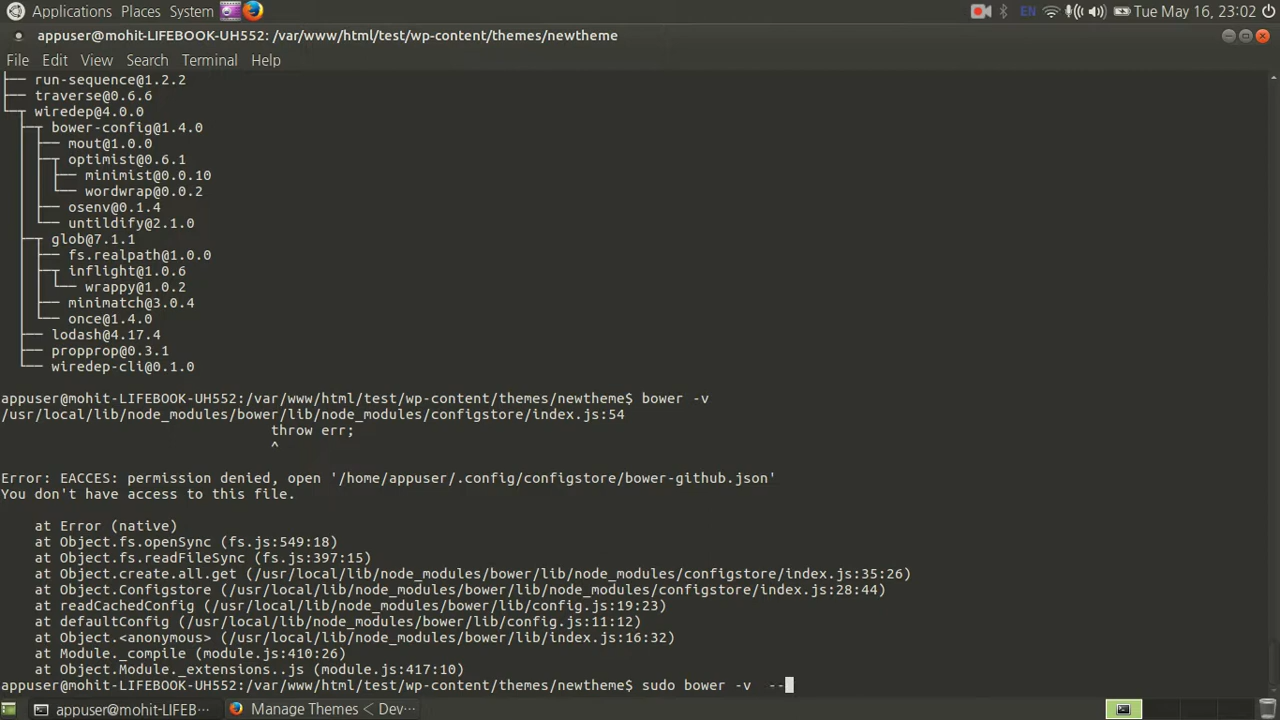 Applications Places System EN Tue May 16, 23:02
appuser@mohit-LIFEBOOK-UH552: /var/www/html/test/wp-content/themes/newtheme
File Edit View Search Terminal Help
├── run-sequence@1.2.2
├── traverse@0.6.6
└─┬ wiredep@4.0.0
  ├─┬ bower-config@1.4.0
  │ ├── mout@1.0.0
  │ ├─┬ optimist@0.6.1
  │ │ ├── minimist@0.0.10
  │ │ └── wordwrap@0.0.2
  │ ├── osenv@0.1.4
  │ └── untildify@2.1.0
  ├─┬ glob@7.1.1
  │ ├── fs.realpath@1.0.0
  │ ├─┬ inflight@1.0.6
  │ │ └── wrappy@1.0.2
  │ ├── minimatch@3.0.4
  │ └── once@1.4.0
  ├── lodash@4.17.4
  ├── propprop@0.3.1
  └── wiredep-cli@0.1.0
appuser@mohit-LIFEBOOK-UH552:/var/www/html/test/wp-content/themes/newtheme$ bower -v
/usr/local/lib/node_modules/bower/lib/node_modules/configstore/index.js:54
                                throw err;
                                ^
Error: EACCES: permission denied, open '/home/appuser/.config/configstore/bower-github.json'
You don't have access to this file.
    at Error (native)
    at Object.fs.openSync (fs.js:549:18)
    at Object.fs.readFileSync (fs.js:397:15)
    at Object.create.all.get (/usr/local/lib/node_modules/bower/lib/node_modules/configstore/index.js:35:26)
    at Object.Configstore (/usr/local/lib/node_modules/bower/lib/node_modules/configstore/index.js:28:44)
    at readCachedConfig (/usr/local/lib/node_modules/bower/lib/config.js:19:23)
    at defaultConfig (/usr/local/lib/node_modules/bower/lib/config.js:11:12)
    at Object.<anonymous> (/usr/local/lib/node_modules/bower/lib/index.js:16:32)
    at Module._compile (module.js:410:26)
    at Object.Module._extensions..js (module.js:417:10)
appuser@mohit-LIFEBOOK-UH552:/var/www/html/test/wp-content/themes/newtheme$ sudo bower -v  --
appuser@mohit-LIFEB··· Manage Themes < Dev···